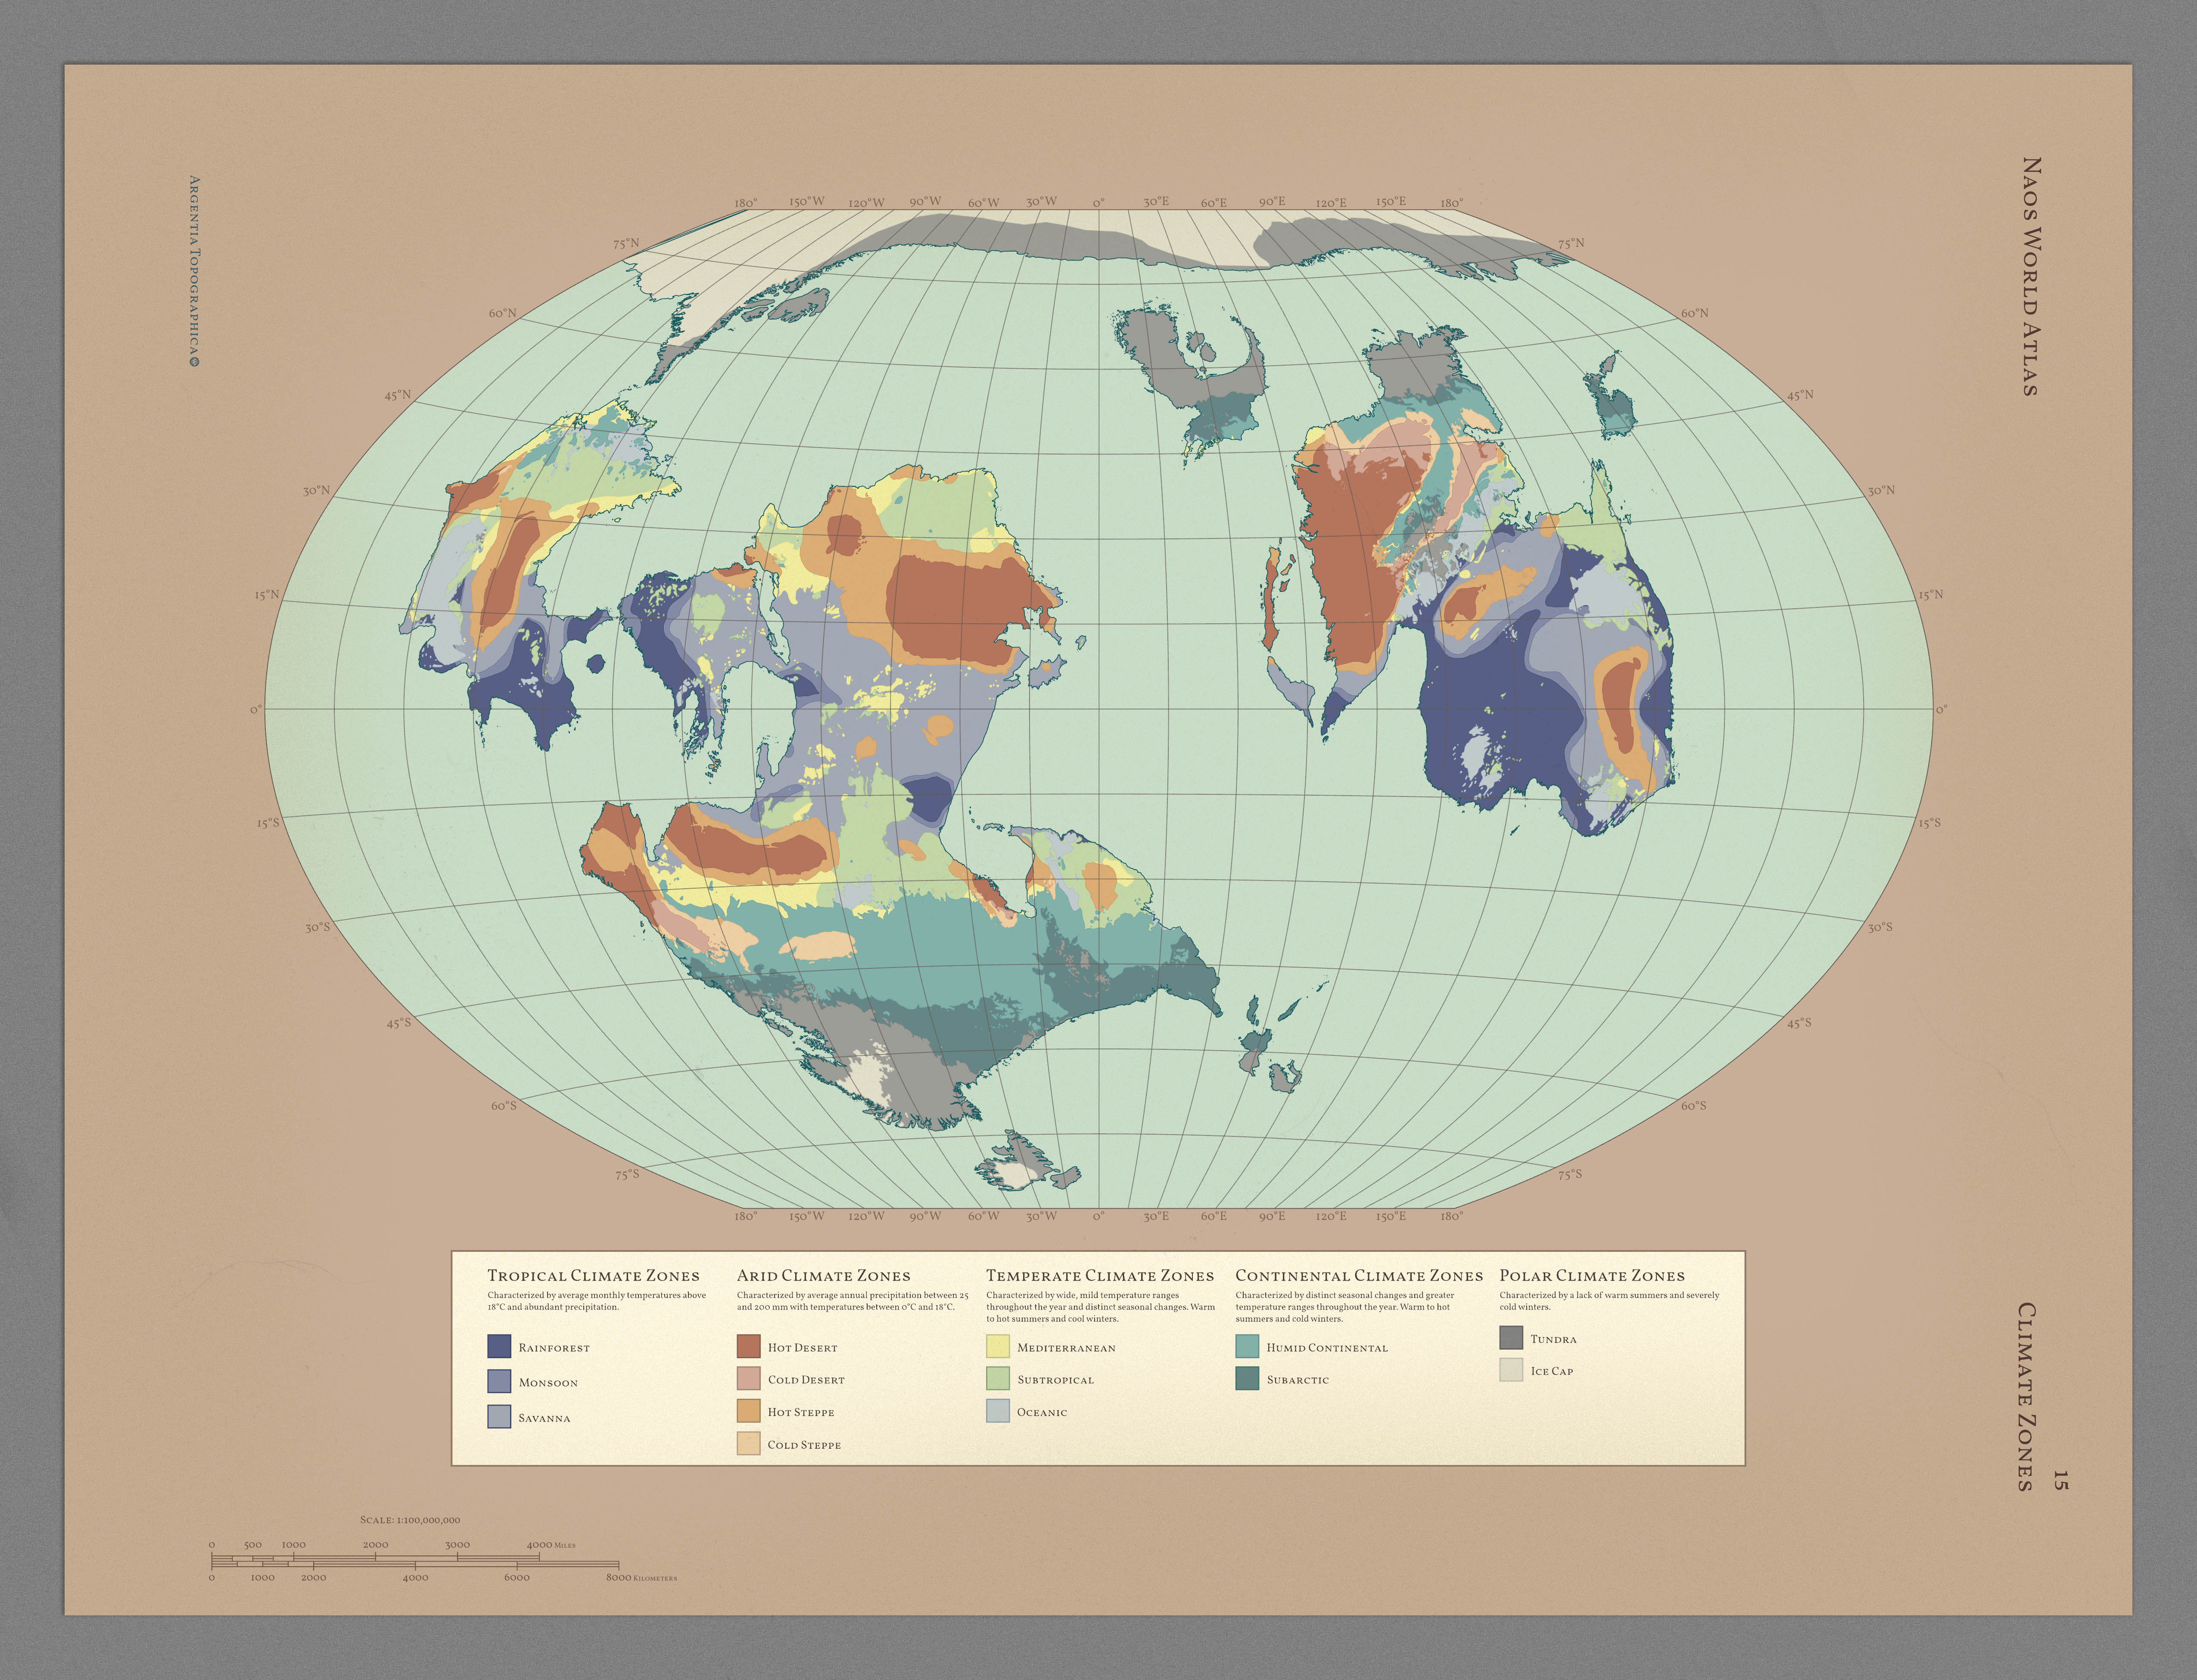 Naos World Atlas
Argentia Topographica©
180° 150°W 120°W 90°W 60°W 30°W 0° 30°E 60°E 90°E 120°E 150°E 180°
75°N 75°N
60°N 60°N
45°N 45°N
30°N 30°N
15°N 15°N
0° 0°
15°S 15°S
30°S 30°S
45°S 45°S
60°S 60°S
75°S 75°S
180° 150°W 120°W 90°W 60°W 30°W 0° 30°E 60°E 90°E 120°E 150°E 180°
Tropical Climate Zones
Characterized by average monthly temperatures above
18°C and abundant precipitation.
Rainforest
Monsoon
Savanna
Arid Climate Zones
Characterized by average annual precipitation between 25
and 200 mm with temperatures between 0°C and 18°C.
Hot Desert
Cold Desert
Hot Steppe
Cold Steppe
Temperate Climate Zones
Characterized by wide, mild temperature ranges
throughout the year and distinct seasonal changes. Warm
to hot summers and cool winters.
Mediterranean
Subtropical
Oceanic
Continental Climate Zones
Characterized by distinct seasonal changes and greater
temperature ranges throughout the year. Warm to hot
summers and cold winters.
Humid Continental
Subarctic
Polar Climate Zones
Characterized by a lack of warm summers and severely
cold winters.
Tundra
Ice Cap
Climate Zones
15
Scale: 1:100,000,000
0 500 1000 2000 3000 4000 Miles
0 1000 2000 4000 6000 8000 Kilometers